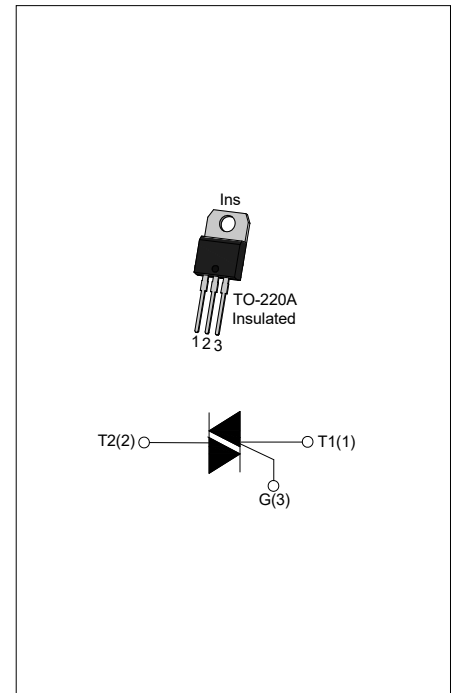 Ins
TO-220A
Insulated
1 2 3
T2(2)
T1(1)
G(3)